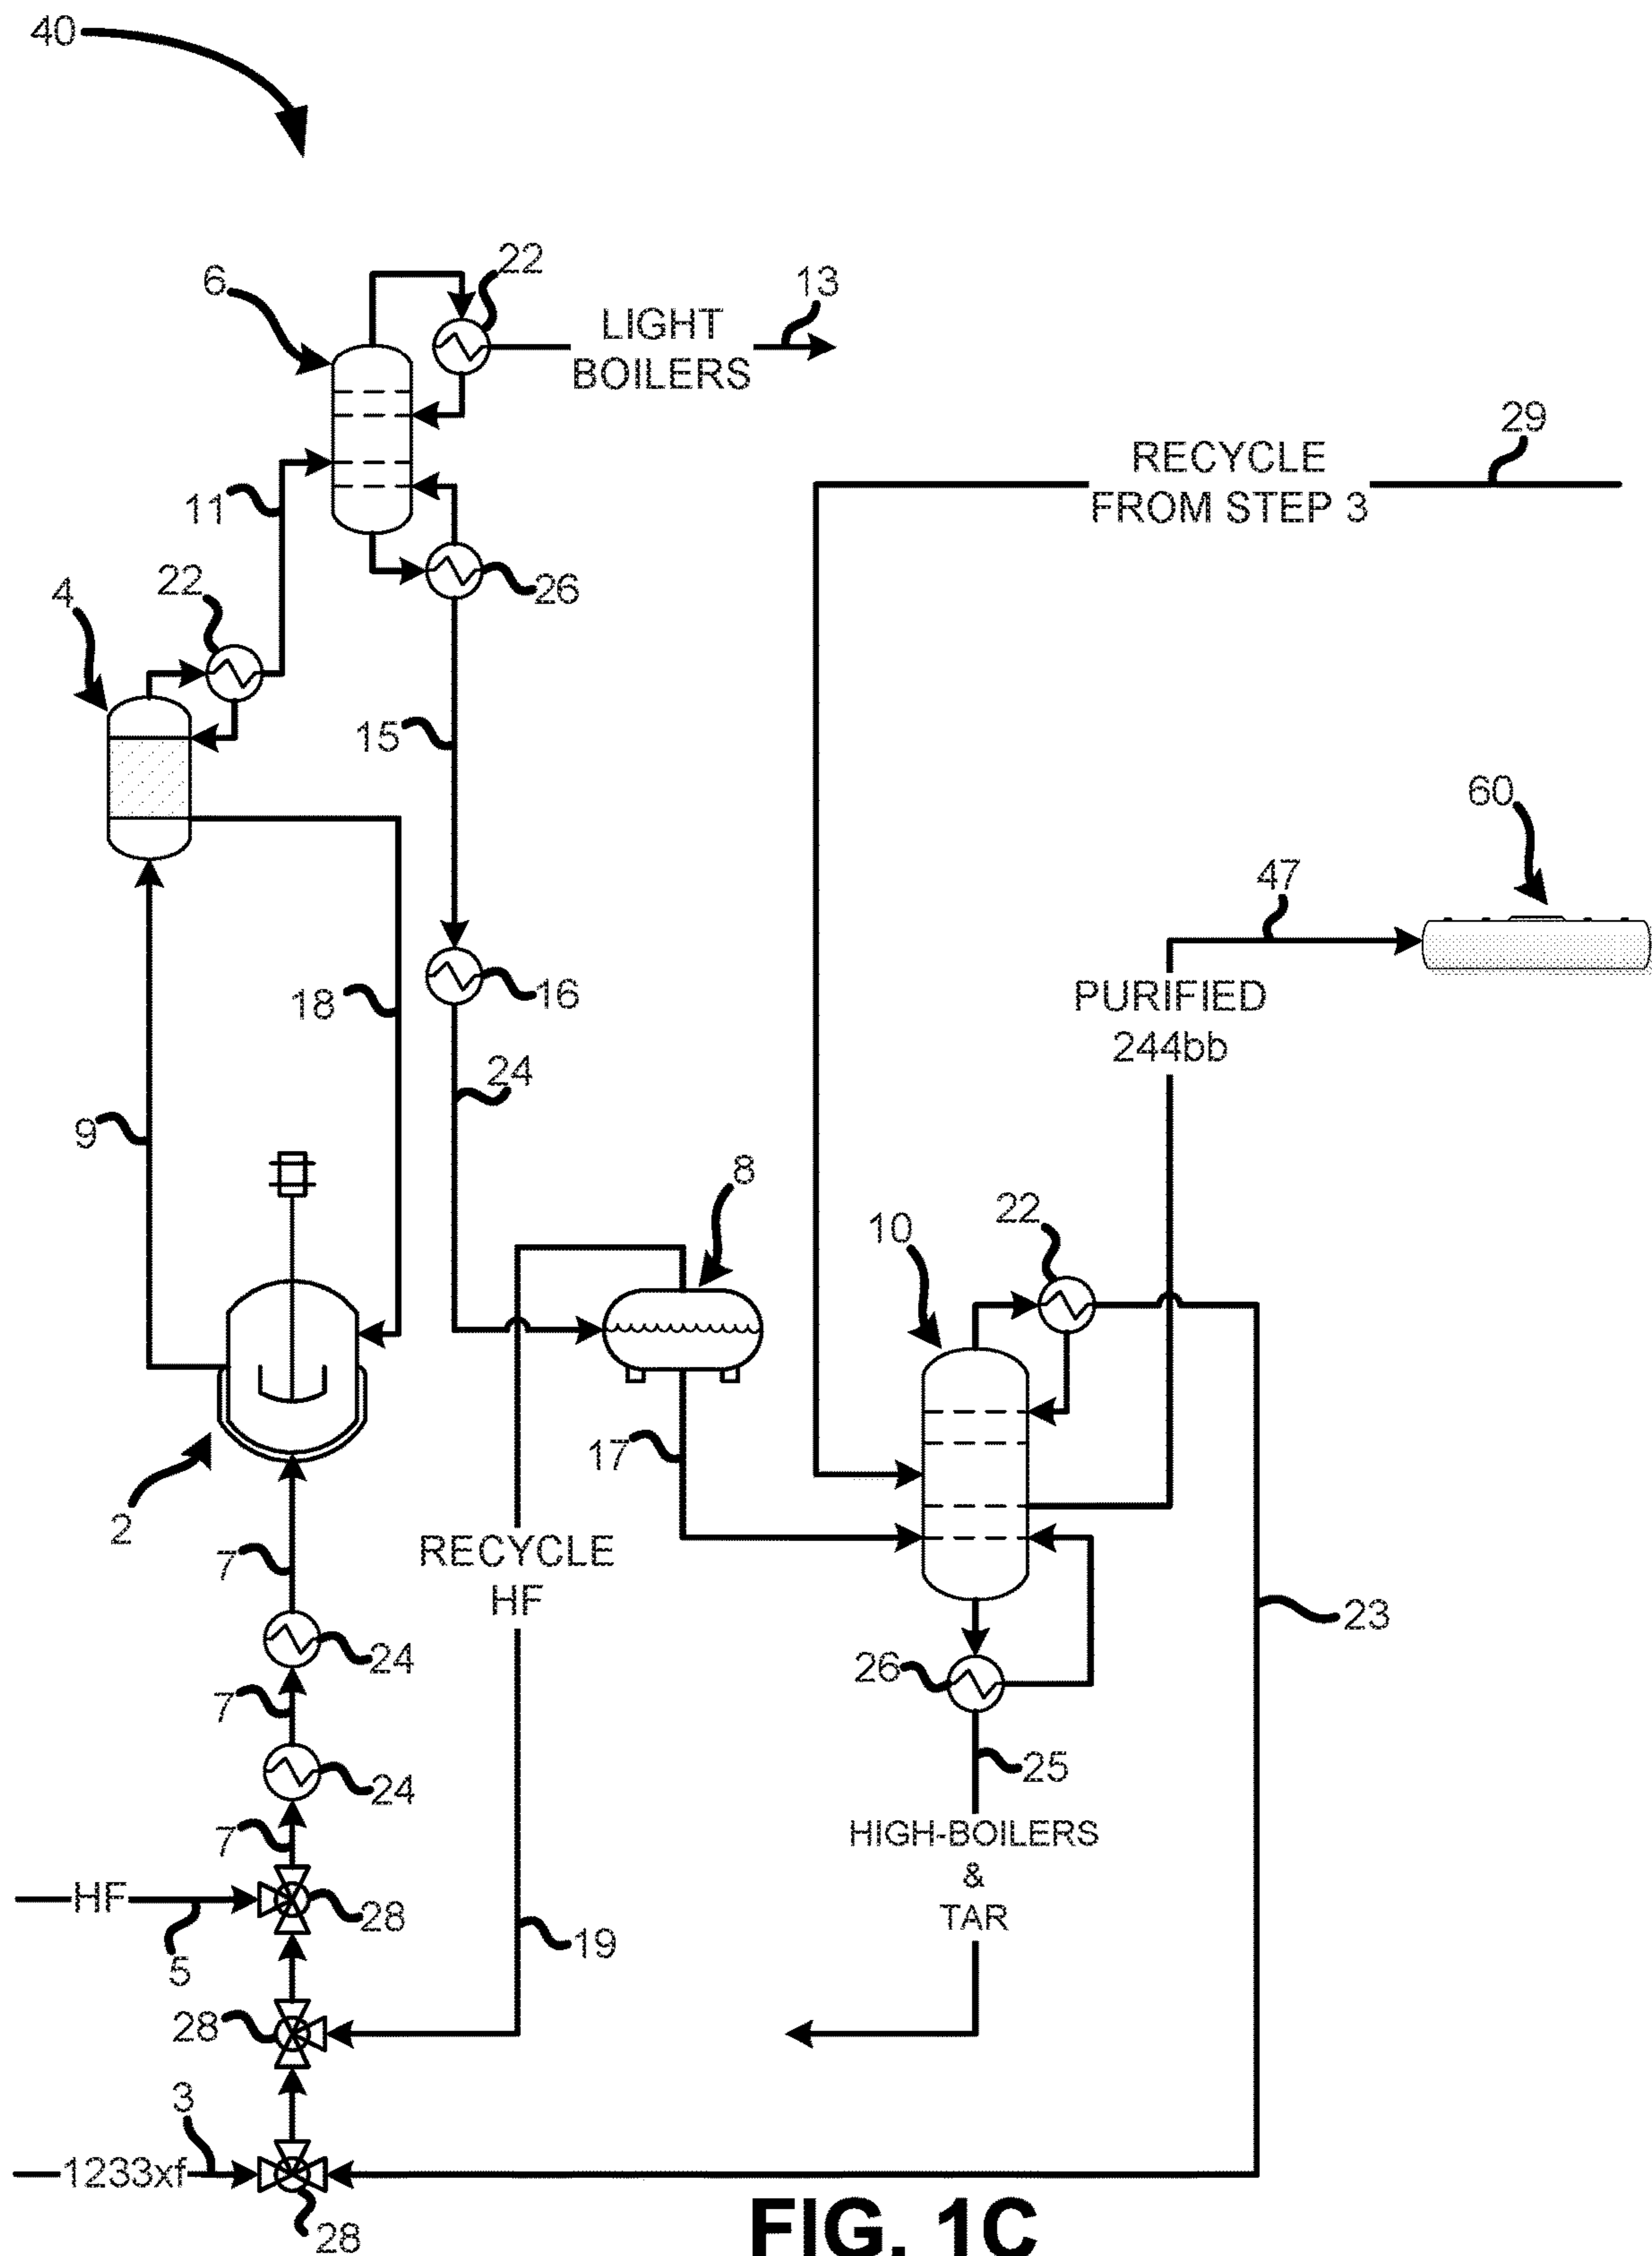 40
6
22
LIGHT
BOILERS
13
11
26
RECYCLE
FROM STEP 3
29
4
22
15
60
47
18
16
PURIFIED
244bb
24
9
8
10
22
17
2
RECYCLE
HF
7
24
23
7
26
24
25
7
HIGH-BOILERS
&
TAR
HF
28
5
19
28
3
1233xf
28
FIG. 1C